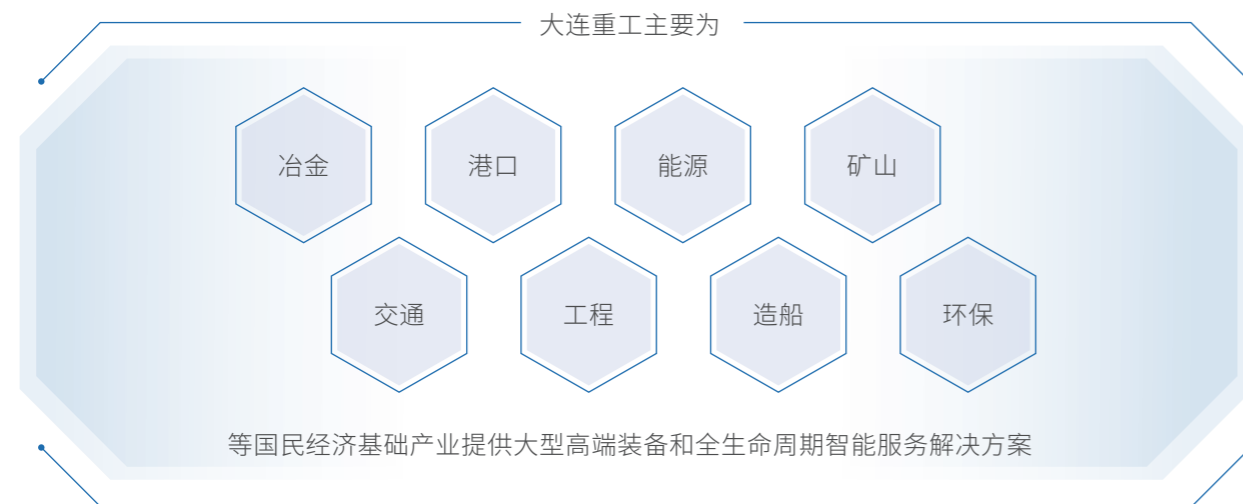 大连重工主要为
冶金 港口 能源 矿山
交通 工程 造船 环保
等国民经济基础产业提供大型高端装备和全生命周期智能服务解决方案